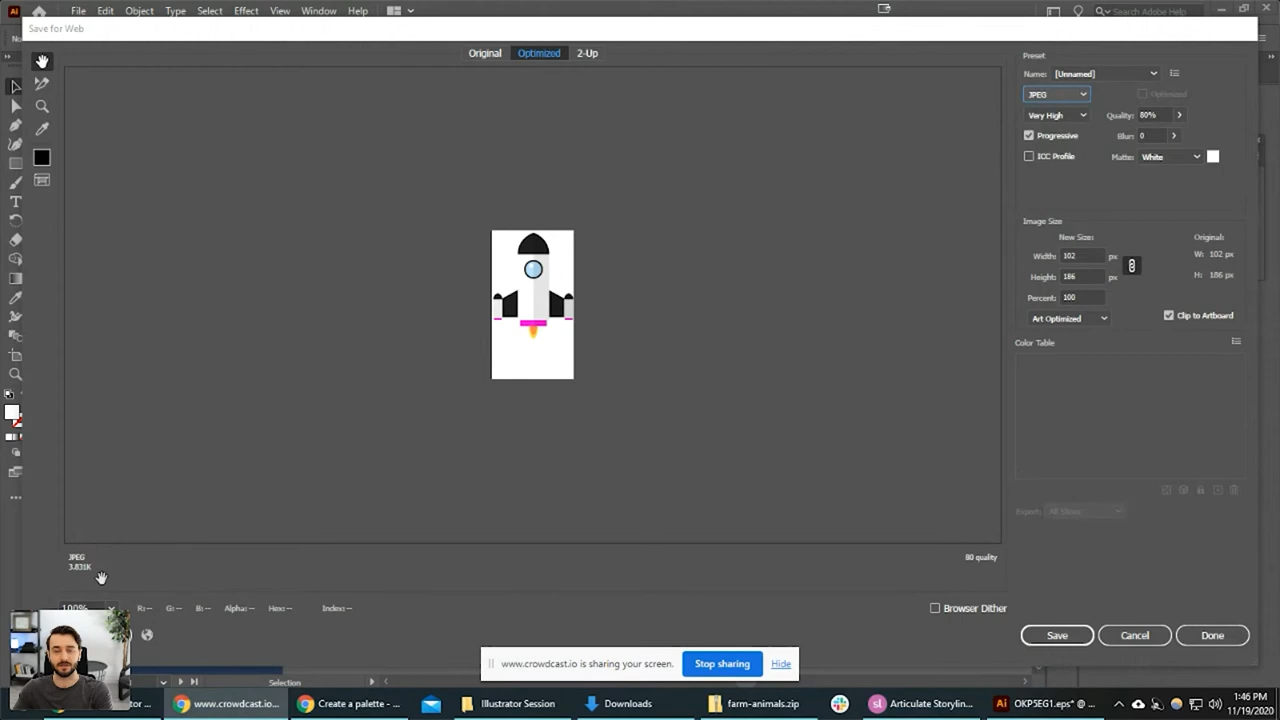 Ai File Edit Object Type Select Effect View Window Help Search Adobe Help
Save for Web
Original Optimized 2-Up
Preset
Name: [Unnamed]
JPEG Optimized
Very High Quality: 80%
Progressive Blur: 0
ICC Profile Matte: White
Image Size
New Size: Original:
Width: 102 px W: 102 px
Height: 186 px H: 186 px
Percent: 100
Art Optimized Clip to Artboard
Color Table
Export: All Slices
JPEG 80 quality
3.831K
100% R:-- G:-- B:-- Alpha:-- Hex:-- Index:-- Browser Dither
Save Cancel Done
www.crowdcast.io is sharing your screen. Stop sharing Hide
Selection
www.crowdcast.io... Create a palette - ... Illustrator Session Downloads farm-animals.zip sl Articulate Storylin... Ai OKP5EG1.eps* @ ... 1:46 PM
11/19/2020